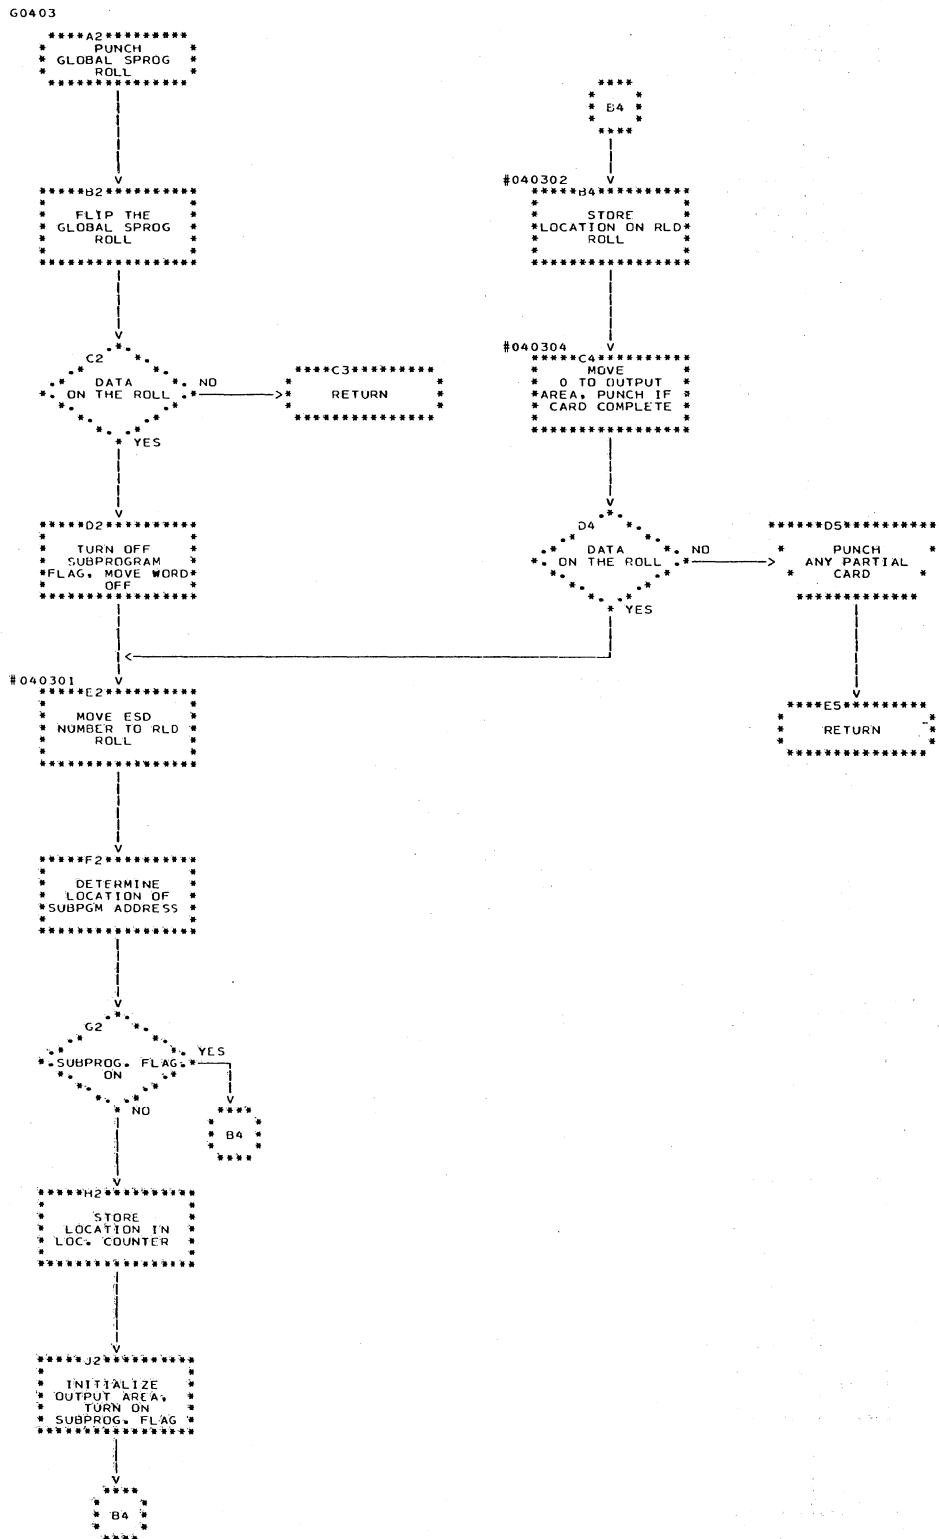 G0403
A2
PUNCH
GLOBAL SPROG
ROLL
B2
FLIP THE
GLOBAL SPROG
ROLL
C2
DATA
ON THE ROLL
NO
YES
C3
RETURN
D2
TURN OFF
SUBPROGRAM
FLAG, MOVE WORD
OFF
#040301
E2
MOVE ESD
NUMBER TO RLD
ROLL
F2
DETERMINE
LOCATION OF
SUBPGM ADDRESS
G2
SUBPROG. FLAG
ON
YES
NO
B4
H2
STORE
LOCATION IN
LOC. COUNTER
J2
INITIALIZE
OUTPUT AREA,
TURN ON
SUBPROG. FLAG
B4
B4
#040302
B4
STORE
LOCATION ON RLD
ROLL
#040304
C4
MOVE
0 TO OUTPUT
AREA, PUNCH IF
CARD COMPLETE
D4
DATA
ON THE ROLL
NO
YES
D5
PUNCH
ANY PARTIAL
CARD
E5
RETURN